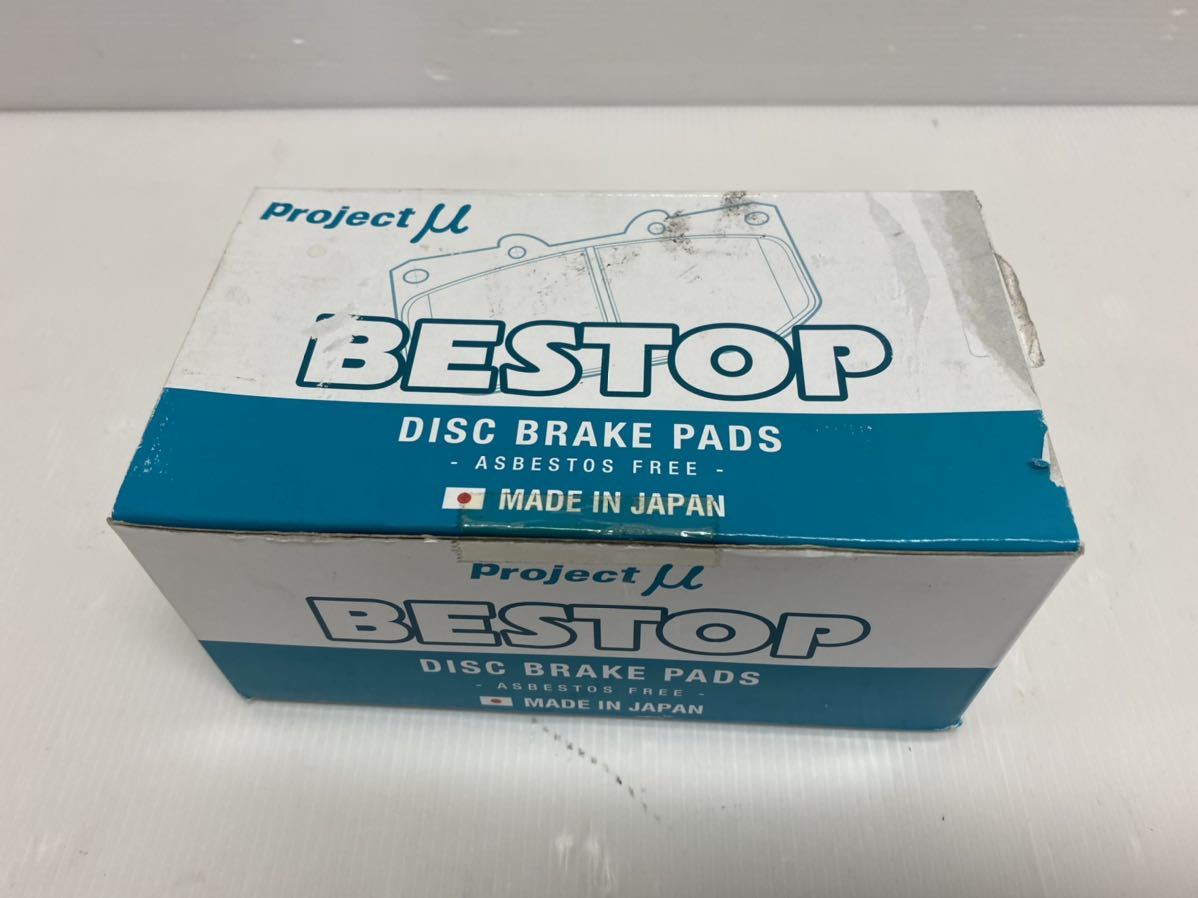 Project μ
BESTOP
DISC BRAKE PADS
- ASBESTOS FREE -
MADE IN JAPAN
Project μ
BESTOP
DISC BRAKE PADS
- ASBESTOS FREE -
MADE IN JAPAN